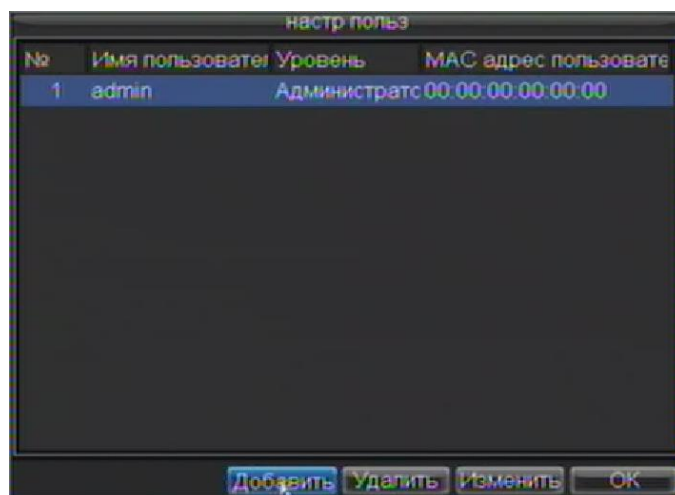 настр польз
№ Имя пользовател Уровень MAC адрес пользовате
1 admin Администратс 00:00:00:00:00:00
Добавить Удалить Изменить OK